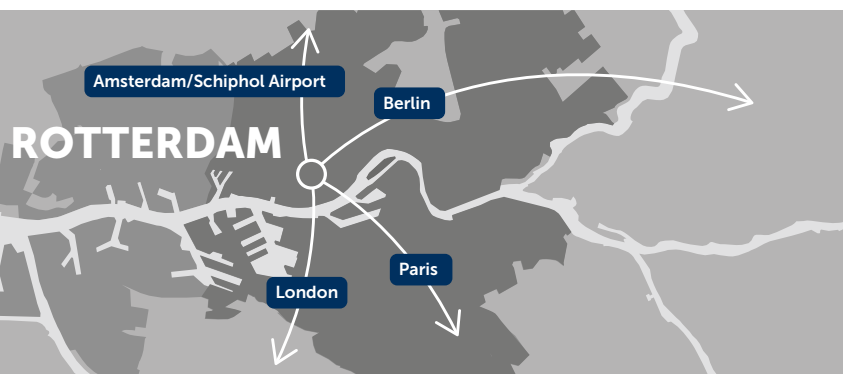 Amsterdam/Schiphol Airport
Berlin
ROTTERDAM
Paris
London